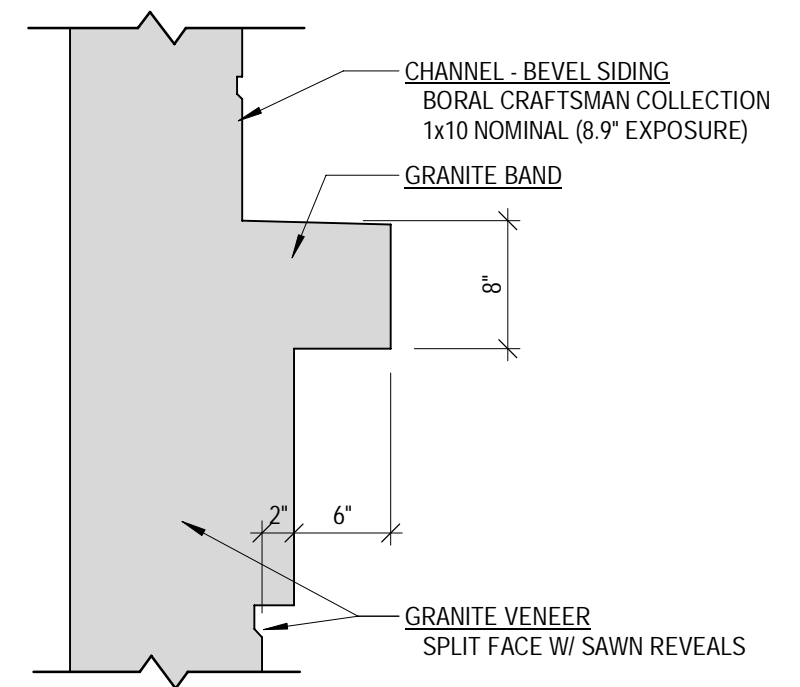 CHANNEL - BEVEL SIDING
BORAL CRAFTSMAN COLLECTION
1x10 NOMINAL (8.9" EXPOSURE)
GRANITE BAND
8"
2"
6"
GRANITE VENEER
SPLIT FACE W/ SAWN REVEALS